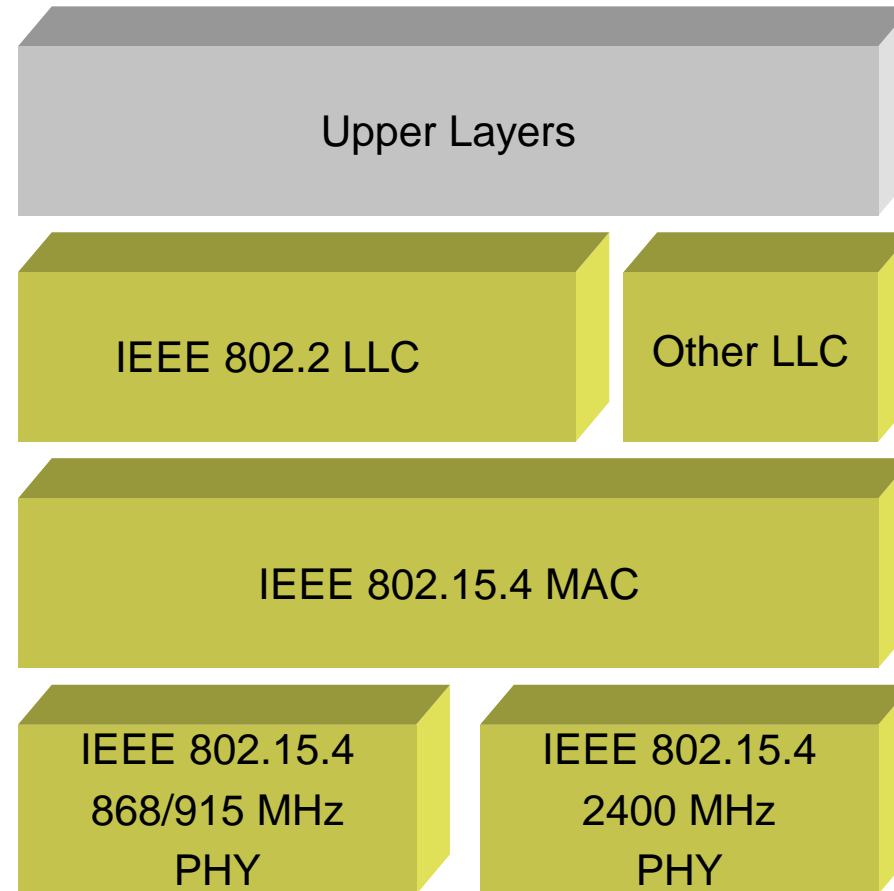 Upper Layers
IEEE 802.2 LLC
Other LLC
IEEE 802.15.4 MAC
IEEE 802.15.4
868/915 MHz
PHY
IEEE 802.15.4
2400 MHz
PHY